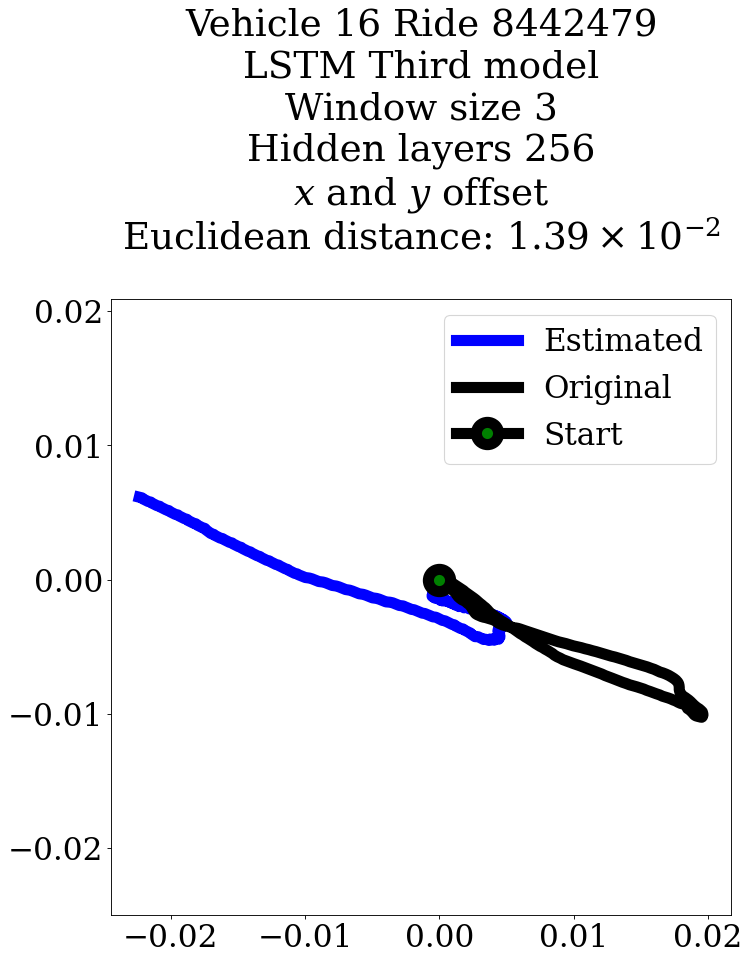 Vehicle 16 Ride 8442479
LSTM Third model
Window size 3
Hidden layers 256
x and y offset
Euclidean distance: 1.39 × 10⁻²
0.02
0.01
0.00
−0.01
−0.02
Estimated
Original
Start
−0.02 −0.01 0.00 0.01 0.02